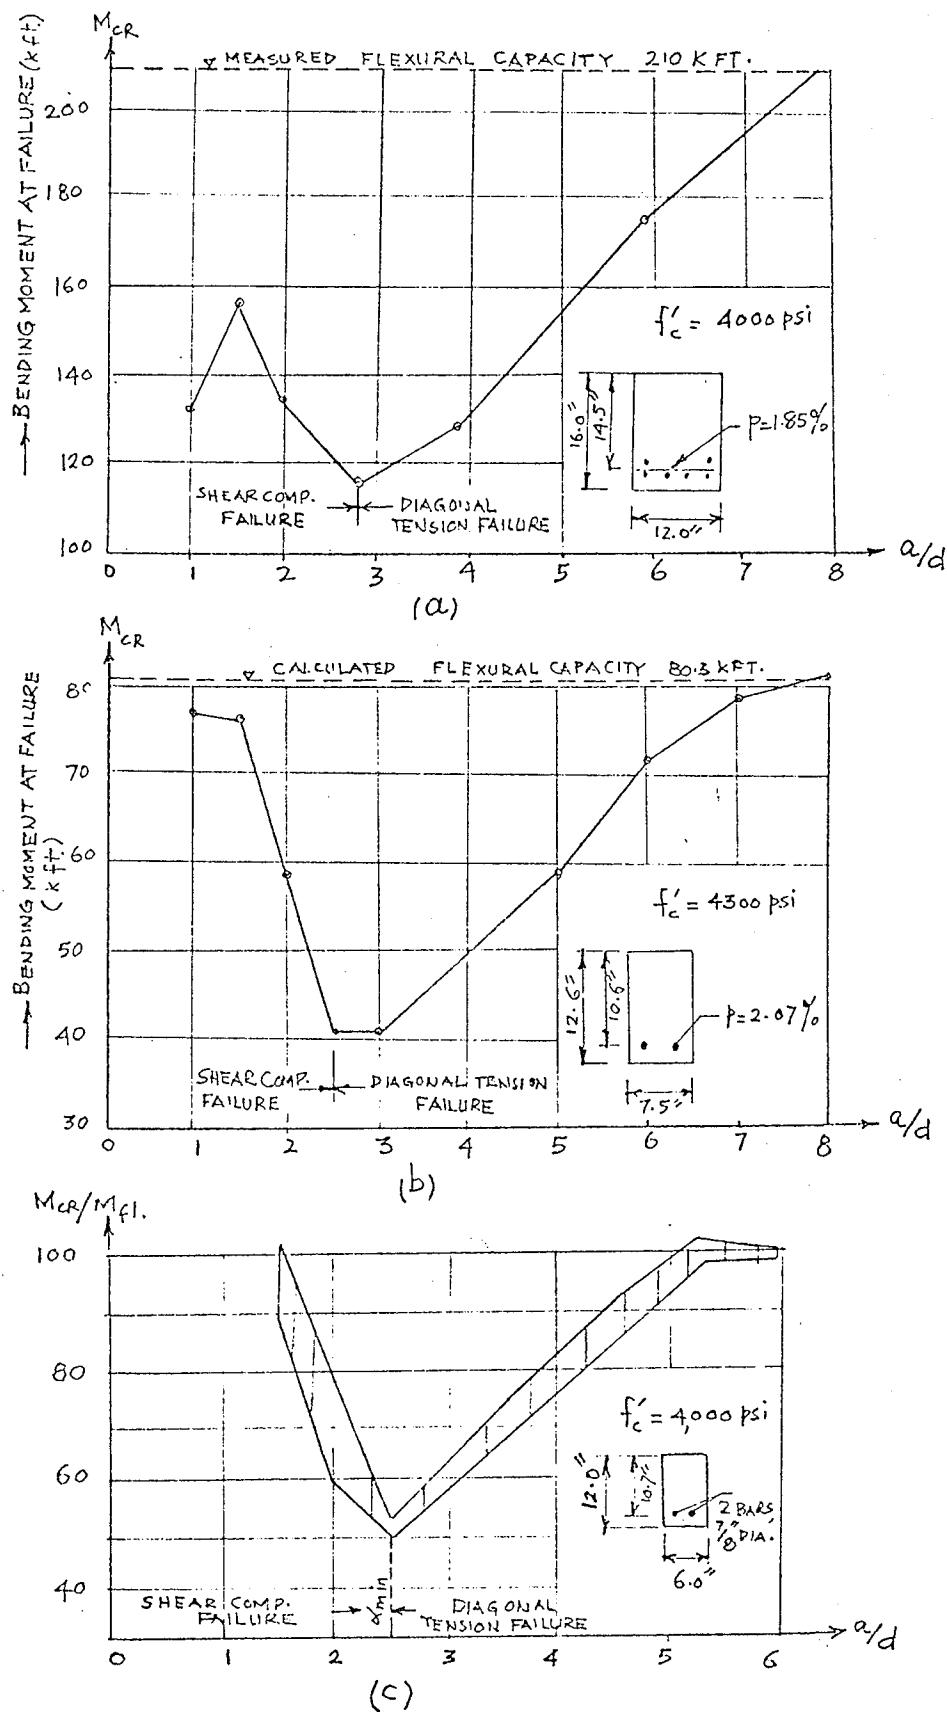 M_CR
MEASURED FLEXURAL CAPACITY 210 K FT.
BENDING MOMENT AT FAILURE (k ft.)
200
180
160
140
120
100
f'c = 4000 psi
16.0"
14.5"
p=1.85%
12.0"
SHEAR COMP.
FAILURE
DIAGONAL
TENSION FAILURE
0 1 2 3 4 5 6 7 8
a/d
(a)
M_CR
CALCULATED FLEXURAL CAPACITY 80.3 K FT.
BENDING MOMENT AT FAILURE
(k ft.)
80
70
60
50
40
30
f'c = 4300 psi
12.6"
10.6"
p=2.07%
7.5"
SHEAR COMP.
FAILURE
DIAGONAL TENSION
FAILURE
1 2 3 4 5 6 7 8
a/d
(b)
M_CR/M_fl.
100
80
60
40
f'c = 4,000 psi
12.0"
10.7"
2 BARS,
7/8" DIA.
6.0"
SHEAR COMP.
FAILURE
αmin
DIAGONAL
TENSION FAILURE
0 1 2 3 4 5 6
a/d
(c)